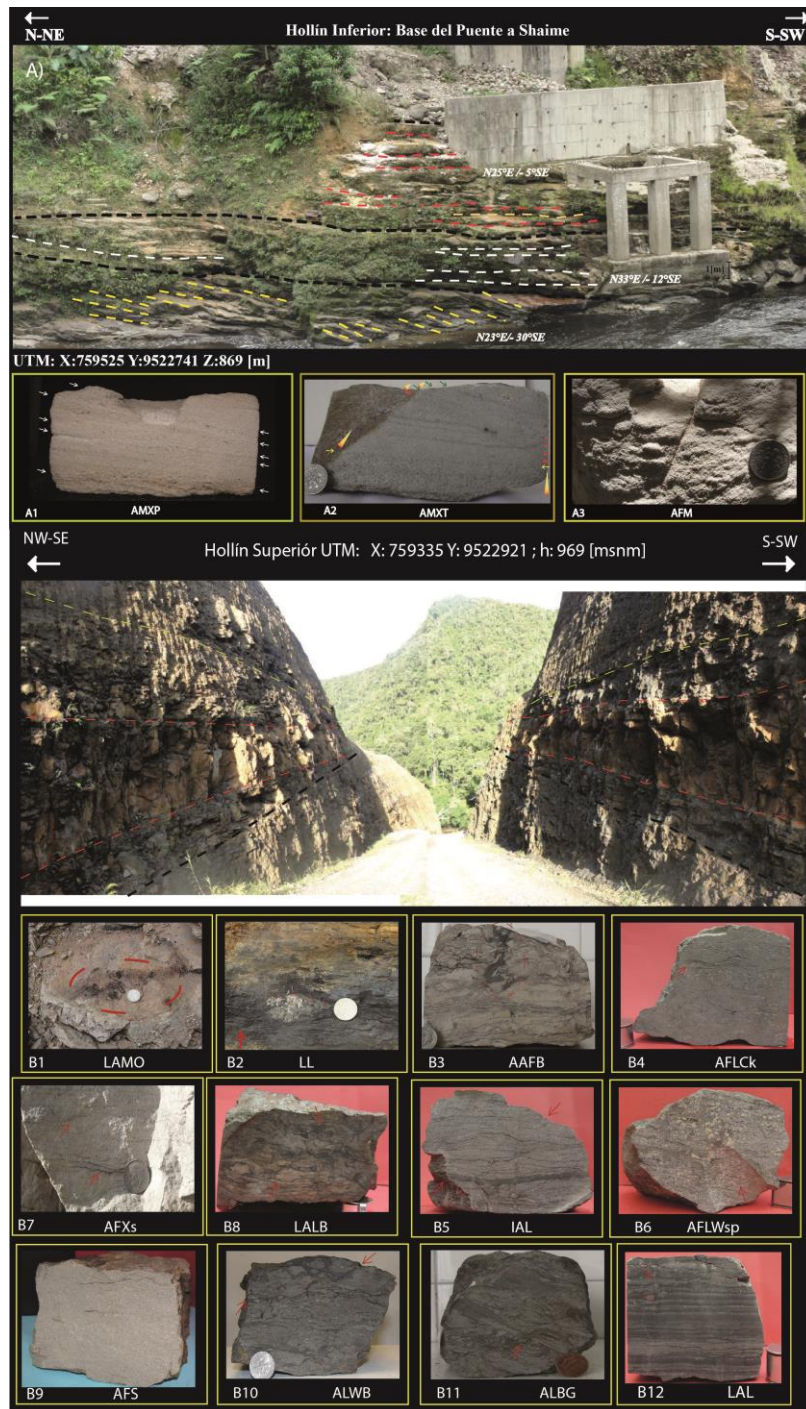 Hollín Inferior: Base del Puente a Shaime
N-NE
S-SW
A)
N25°E /- 5°SE
1[m]
N33°E /- 12°SE
N23°E/- 30°SE
UTM: X:759525 Y:9522741 Z:869 [m]
A1 AMXP
A2 AMXT
A3 AFM
NW-SE
Hollín Superiór UTM: X: 759335 Y: 9522921 ; h: 969 [msnm]
S-SW
B1 LAMO
B2 LL
B3 AAFB
B4 AFLCk
B7 AFXs
B8 LALB
B5 IAL
B6 AFLWsp
B9 AFS
B10 ALWB
B11 ALBG
B12 LAL